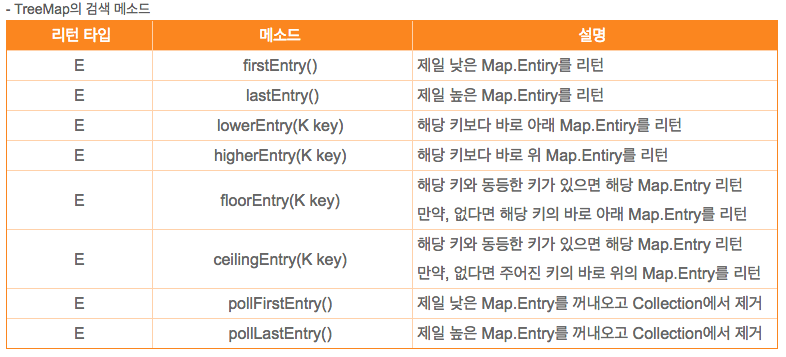 - TreeMap의 검색 메소드
리턴 타입 메소드 설명
E firstEntry() 제일 낮은 Map.Entiry를 리턴
E lastEntry() 제일 높은 Map.Entiry를 리턴
E lowerEntry(K key) 해당 키보다 바로 아래 Map.Entiry를 리턴
E higherEntry(K key) 해당 키보다 바로 위 Map.Entiry를 리턴
E floorEntry(K key) 해당 키와 동등한 키가 있으면 해당 Map.Entry 리턴
만약, 없다면 해당 키의 바로 아래 Map.Entry를 리턴
E ceilingEntry(K key) 해당 키와 동등한 키가 있으면 해당 Map.Entry 리턴
만약, 없다면 주어진 키의 바로 위의 Map.Entry를 리턴
E pollFirstEntry() 제일 낮은 Map.Entry를 꺼내오고 Collection에서 제거
E pollLastEntry() 제일 높은 Map.Entry를 꺼내오고 Collection에서 제거